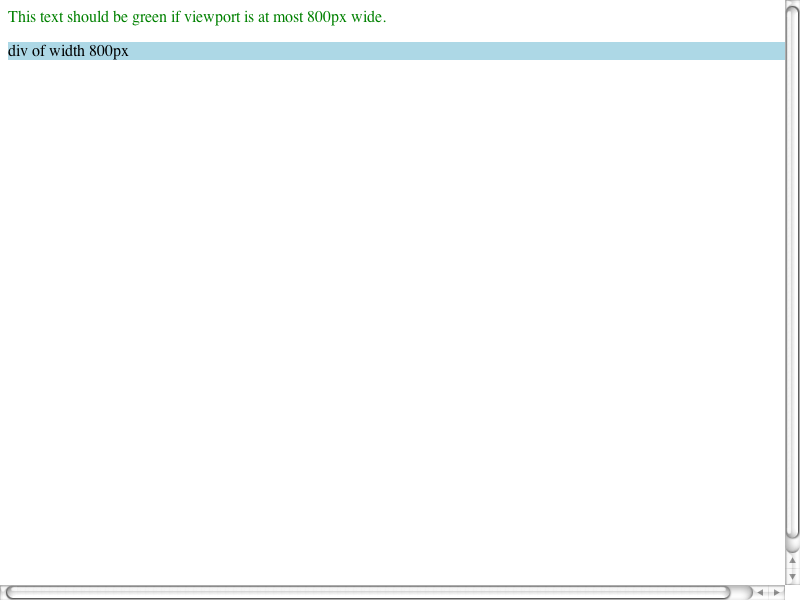 This text should be green if viewport is at most 800px wide.
div of width 800px